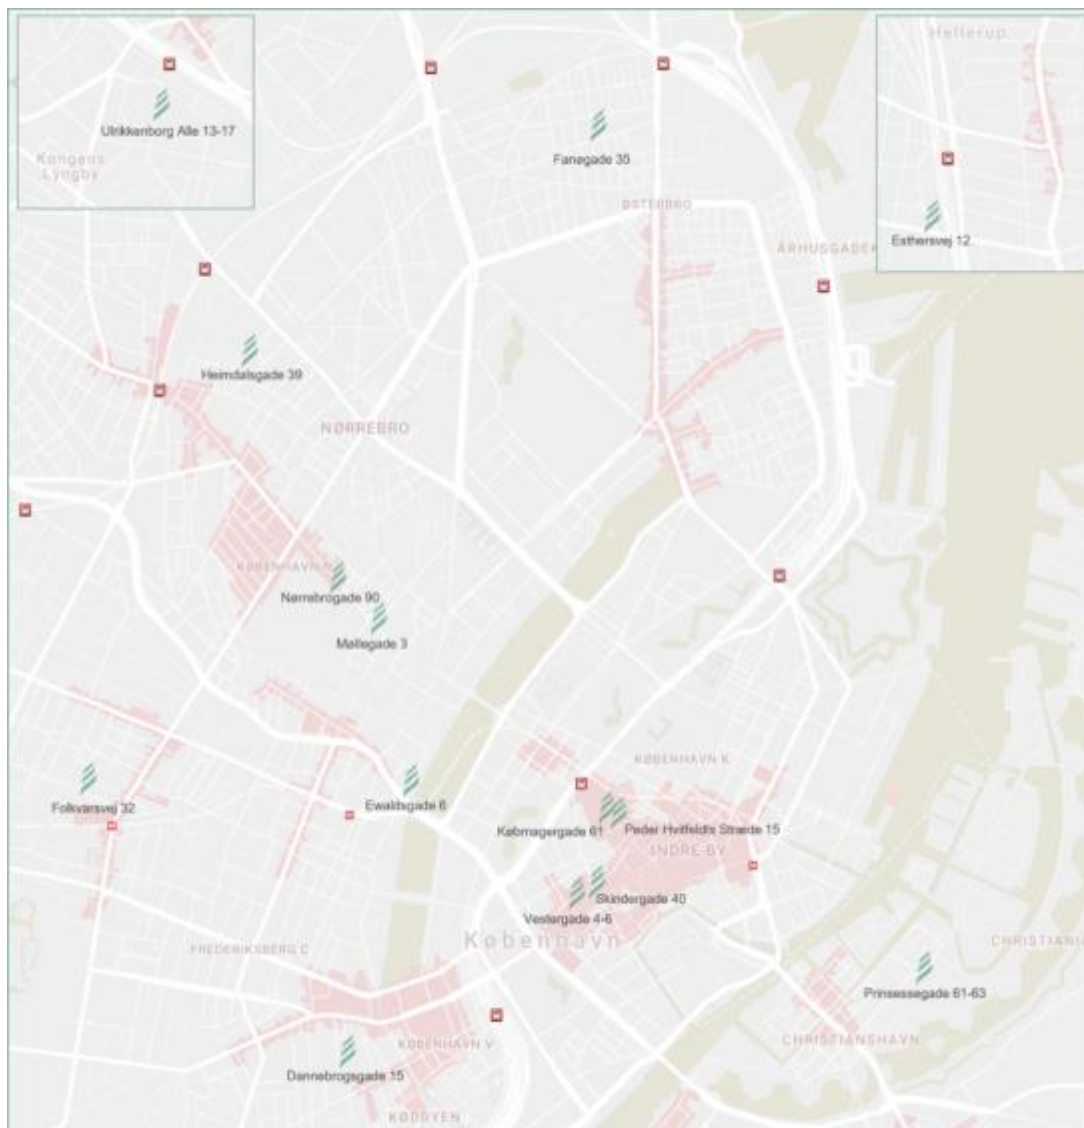 Hellerup
Ulrikkenborg Alle 13-17
Kongens
Lyngby
Fanøgade 35
ØSTERBRO
Esthersvej 12
Heimdalsgade 39
NØRREBRO
KØBENHAVN N
Nørrebrogade 90
Møllegade 3
KØBENHAVN K
Folkvarsvej 32
Ewaldsgade 6
Købmagergade 61
Peder Hvitfeldts Stræde 15
INDRE BY
Skindergade 40
Vestergade 4-6
København
FREDERIKSBERG C
Prinsessegade 61-63
CHRISTIANSHAVN
KØBENHAVN V
Dannebrogsgade 15
KØDBYEN